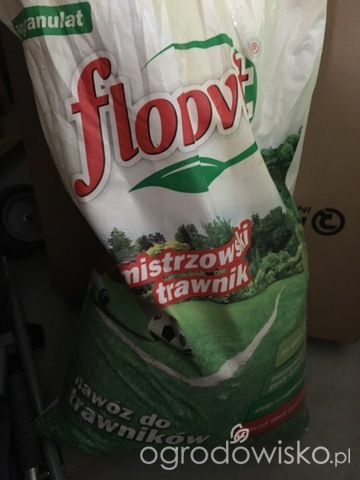 granulat
florovit
®
mistrzowski
trawnik
nawóz do
trawników
ogrodowisko.pl